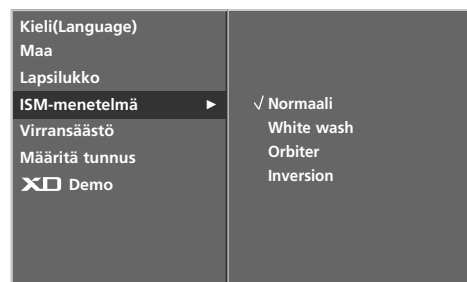 Kieli(Language)
Maa
Lapsilukko
ISM-menetelmä ►
Virransäästö
Määritä tunnus
XD Demo
√ Normaali
White wash
Orbiter
Inversion